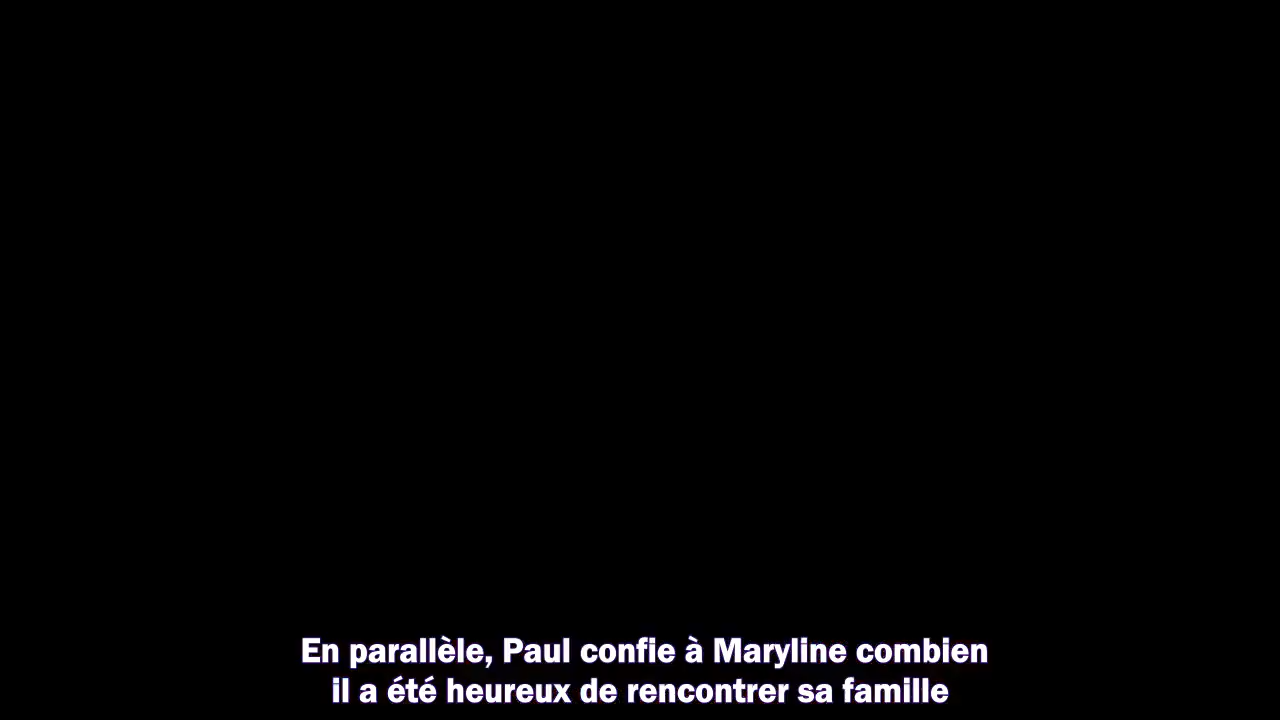 En parallèle, Paul confie à Maryline combien
il a été heureux de rencontrer sa famille